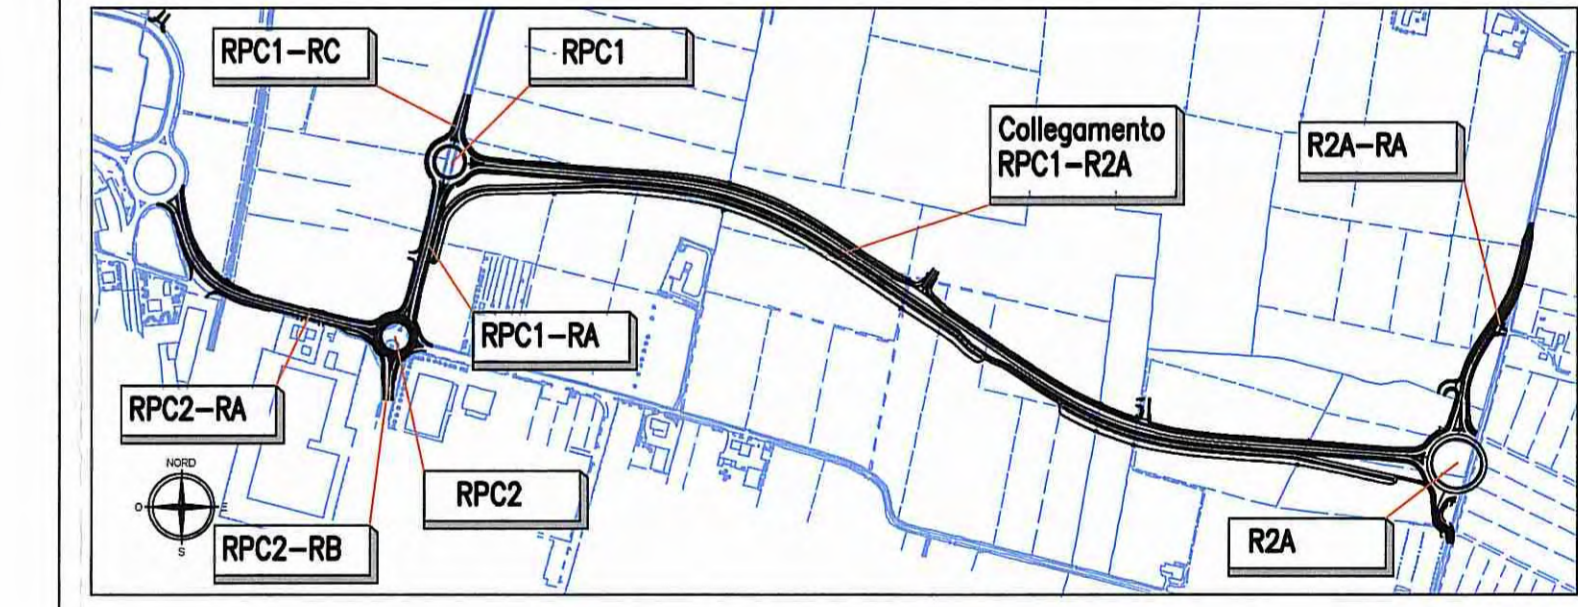 RPC1-RC
RPC1
Collegamento
RPC1-R2A
R2A-RA
RPC1-RA
RPC2-RA
NORD
O
E
S
RPC2
RPC2-RB
R2A